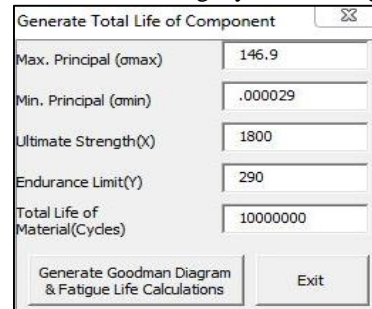 Generate Total Life of Component
Max. Principal (σmax) 146.9
Min. Principal (σmin) .000029
Ultimate Strength(X) 1800
Endurance Limit(Y) 290
Total Life of
Material(Cycles) 10000000
Generate Goodman Diagram
& Fatigue Life Calculations
Exit